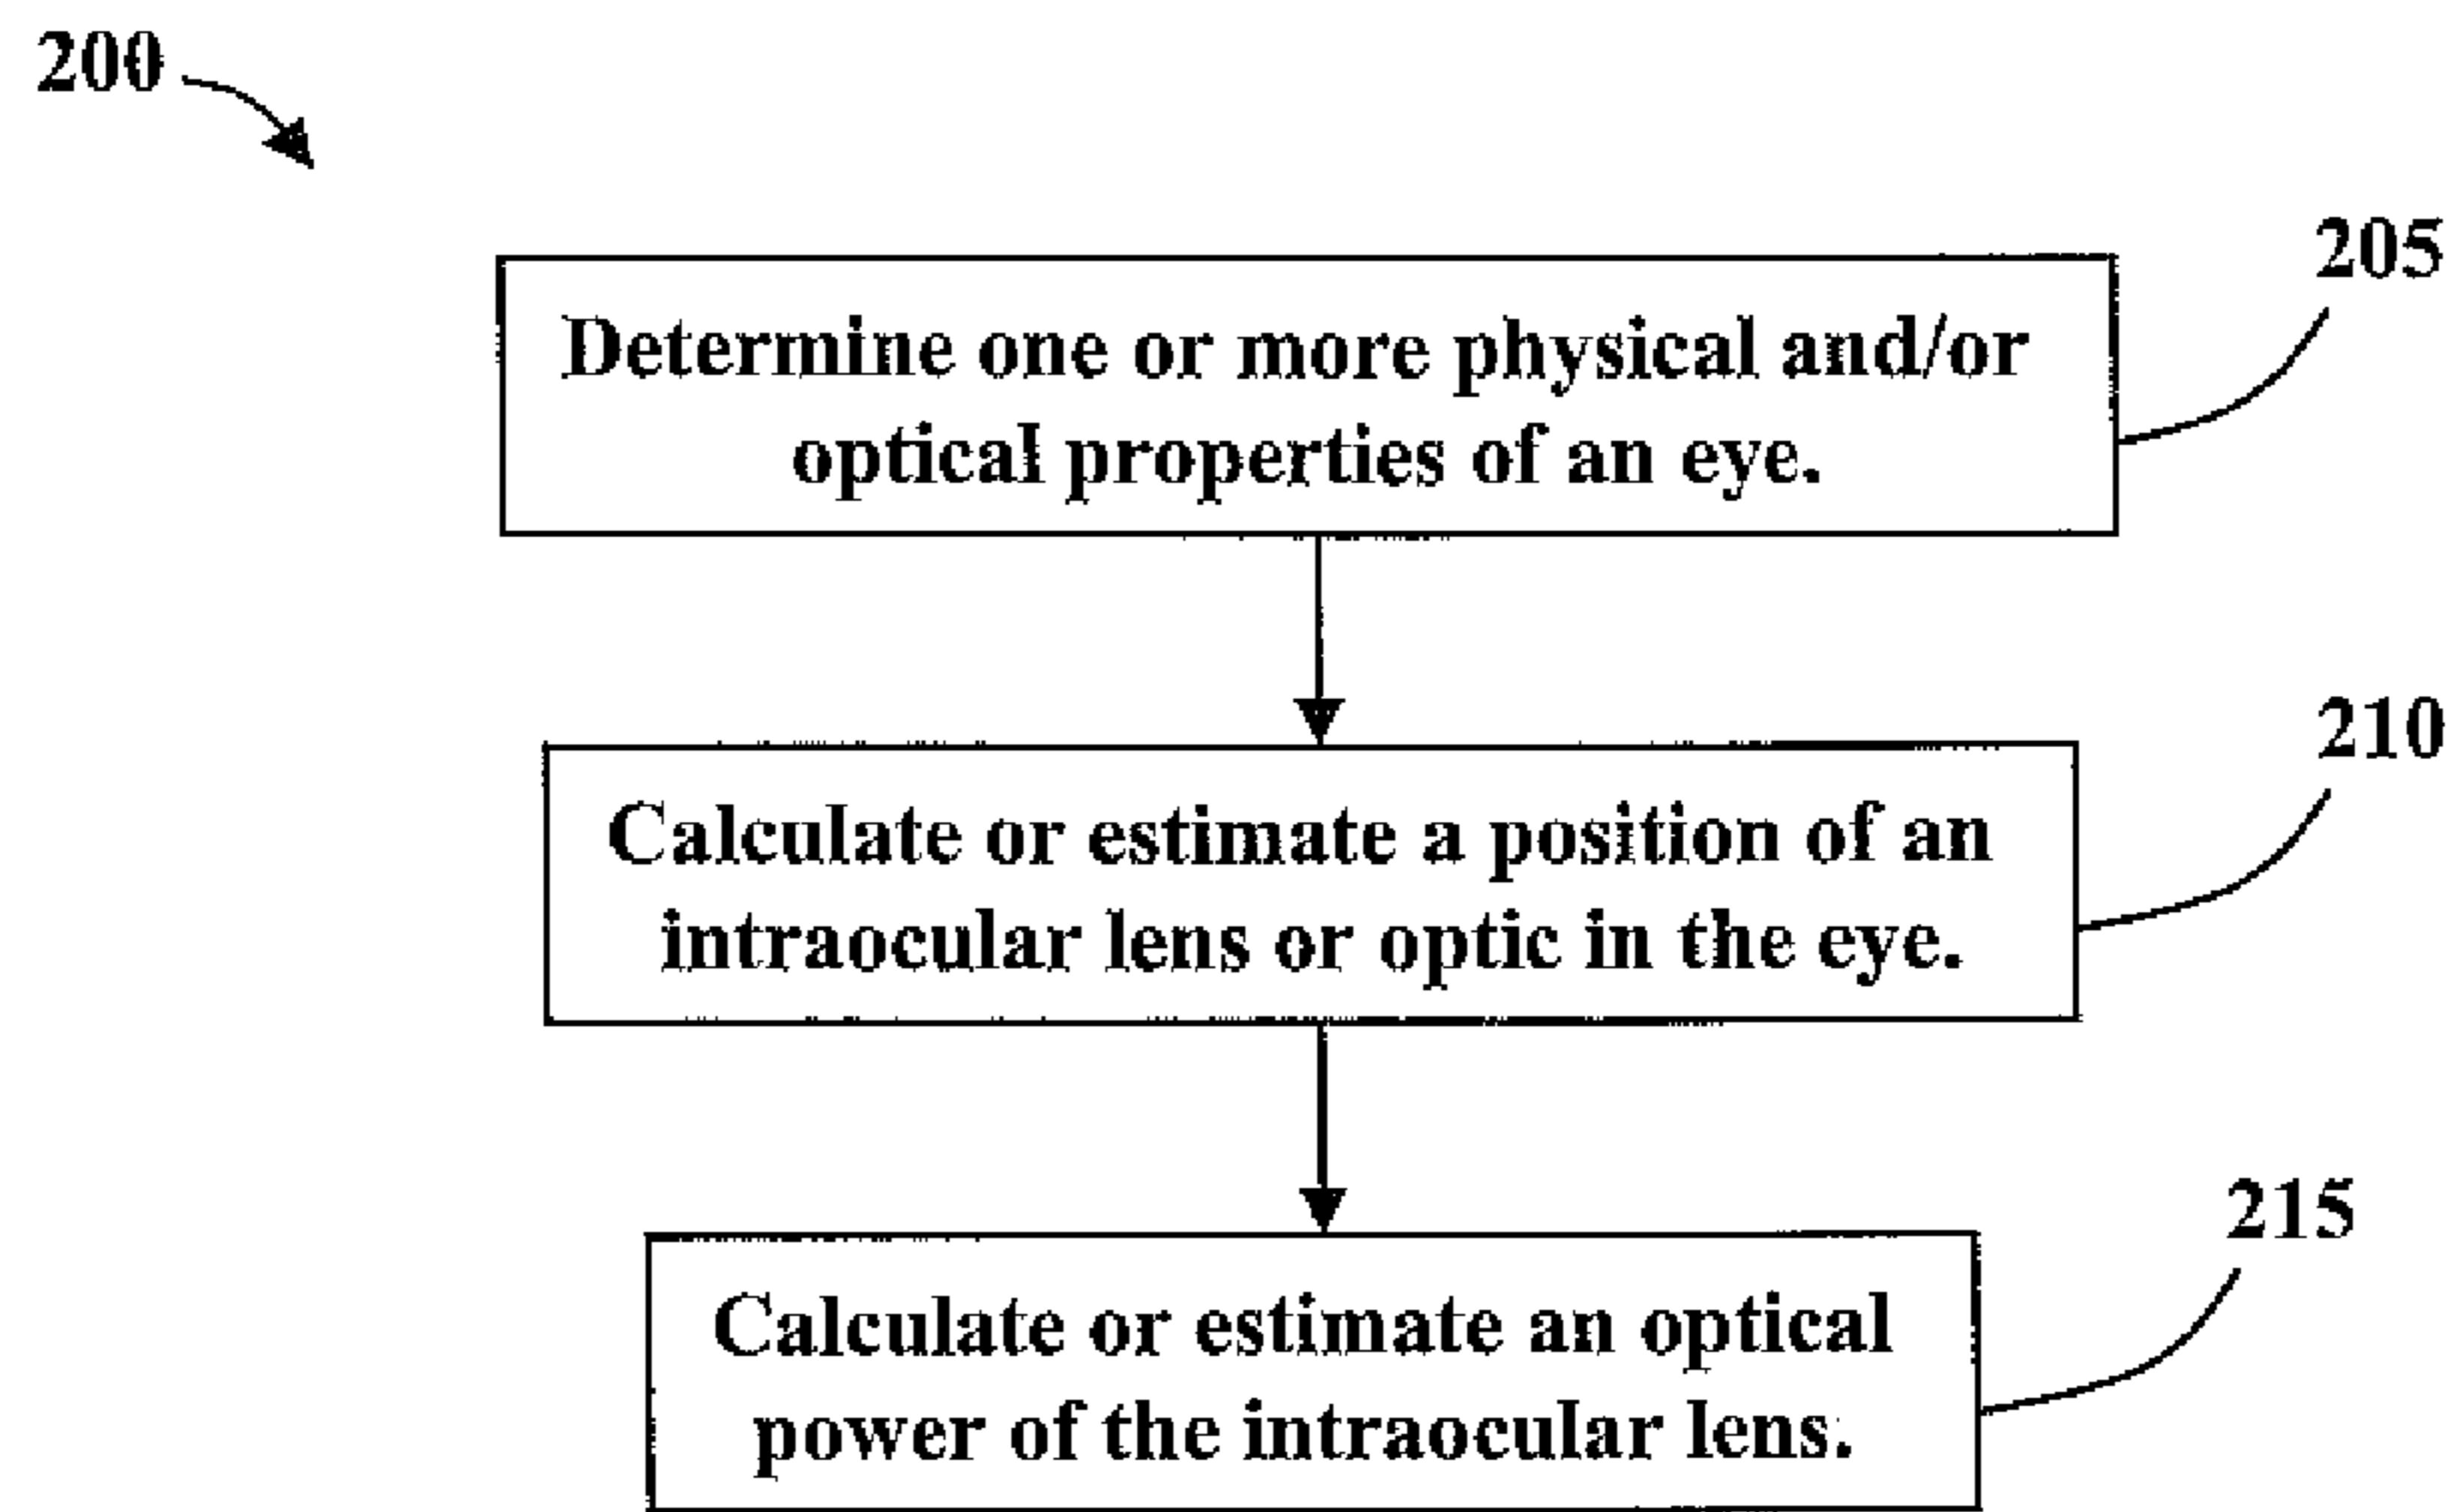 200
205
Determine one or more physical and/or
optical properties of an eye.
210
Calculate or estimate a position of an
intraocular lens or optic in the eye.
215
Calculate or estimate an optical
power of the intraocular lens.